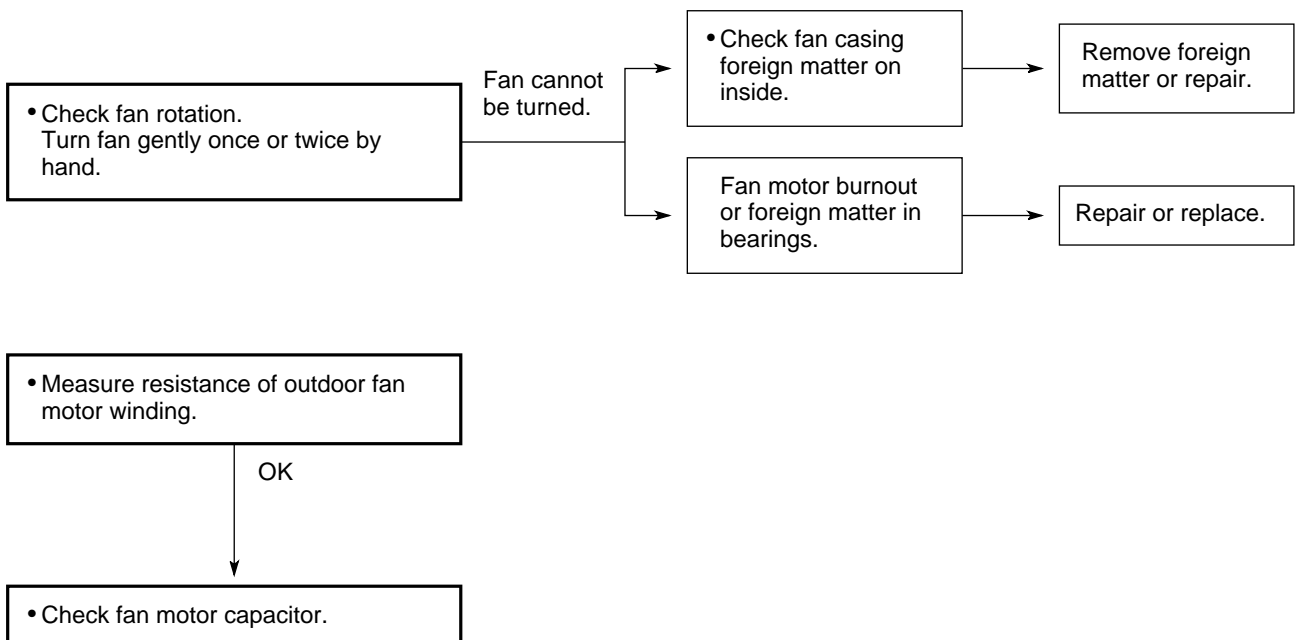 • Check fan rotation.
Turn fan gently once or twice by
hand.
Fan cannot
be turned.
• Check fan casing
foreign matter on
inside.
Remove foreign
matter or repair.
Fan motor burnout
or foreign matter in
bearings.
Repair or replace.
• Measure resistance of outdoor fan
motor winding.
OK
• Check fan motor capacitor.